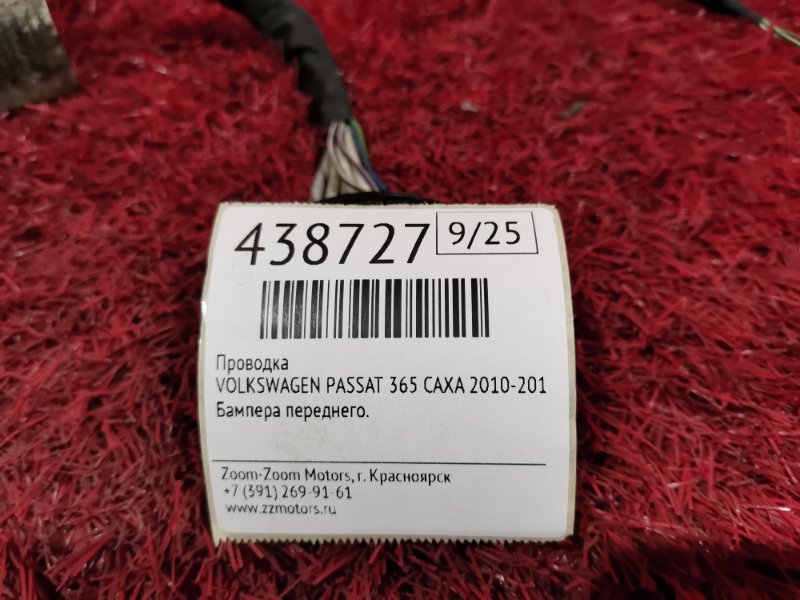 438727 9/25
Проводка
VOLKSWAGEN PASSAT 365 CAXA 2010-201
Бампера переднего.
Zoom-Zoom Motors, г. Красноярск
+7 (391) 269-91-61
www.zzmotors.ru